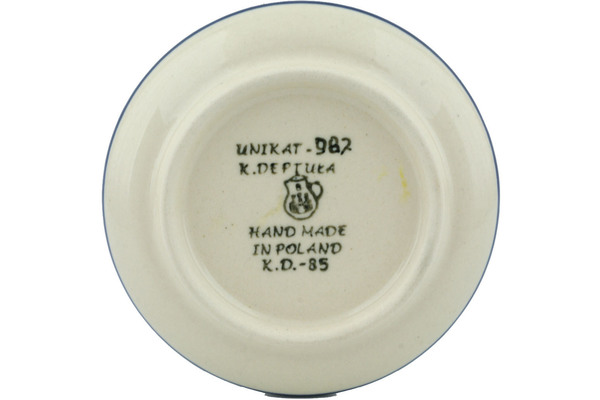 UNIKAT - 987
K. DEPTUŁA
HAND MADE
IN POLAND
K.D.-85